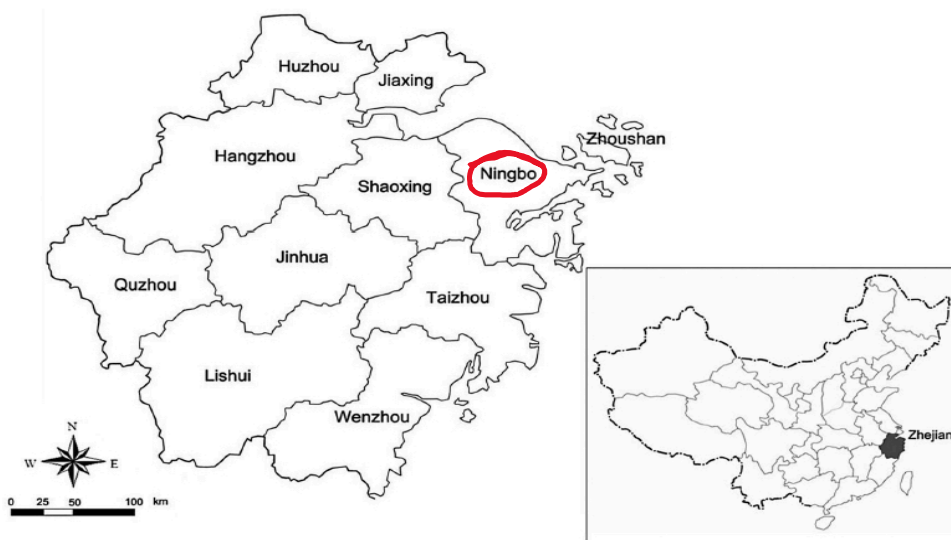 Huzhou
Jiaxing
Zhoushan
Hangzhou
Ningbo
Shaoxing
Jinhua
Quzhou
Taizhou
Lishui
Wenzhou
N
W E
S
0 25 50 100 km
Zhejian